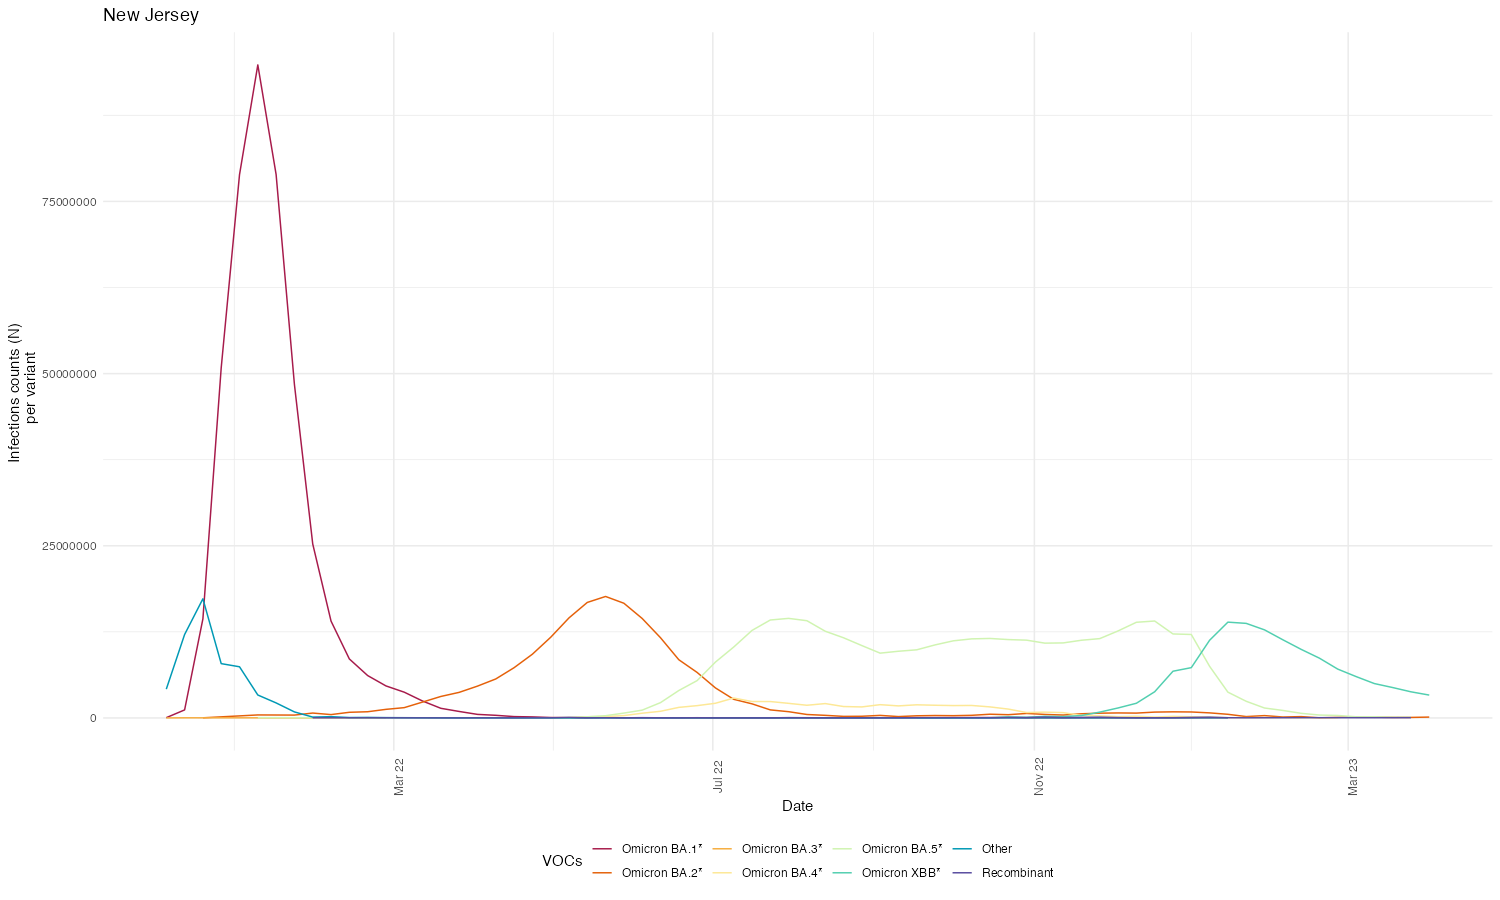 New Jersey
Infections counts (N)
per variant
75000000
50000000
25000000
0
Mar 22
Jul 22
Nov 22
Mar 23
Date
VOCs
Omicron BA.1*
Omicron BA.3*
Omicron BA.5*
Other
Omicron BA.2*
Omicron BA.4*
Omicron XBB*
Recombinant